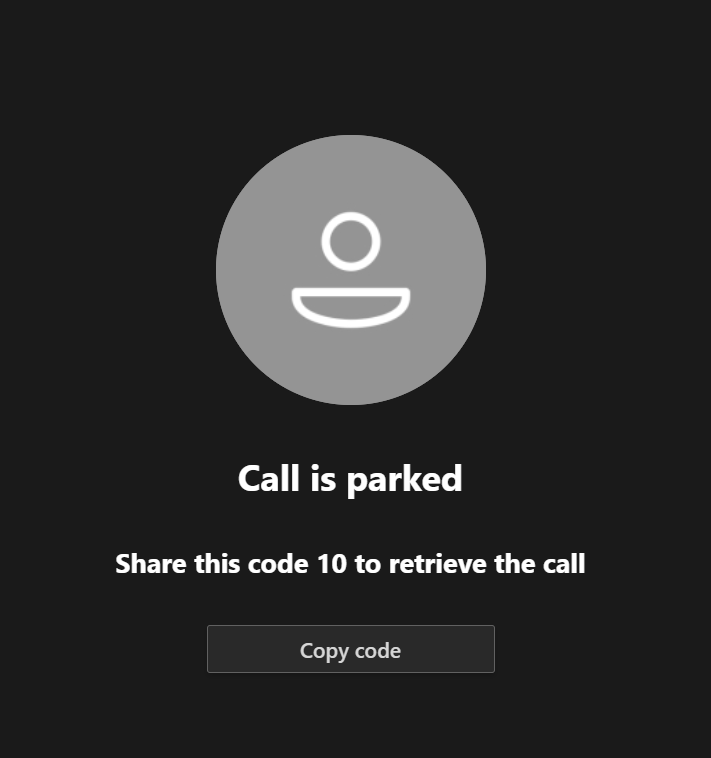 Call is parked
Share this code 10 to retrieve the call
Copy code